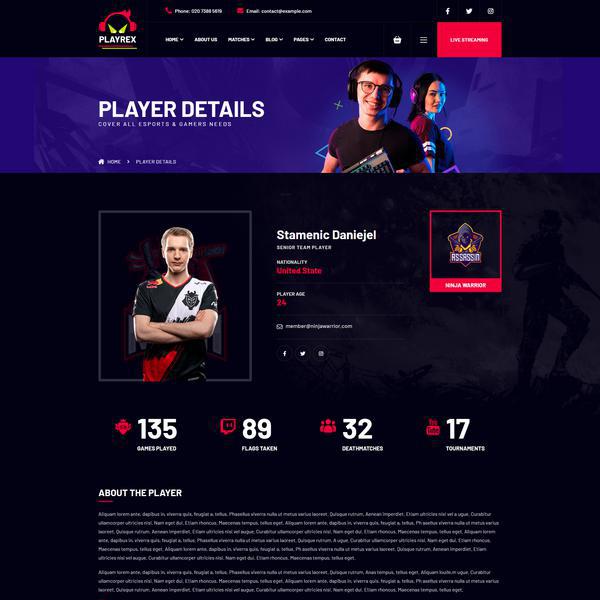 Phone: 020 7388 5619
Email: contact@example.com
PLAYREX
HOME
ABOUT US
MATCHES
BLOG
PAGES
CONTACT
LIVE STREAMING
PLAYER DETAILS
COVER ALL ESPORTS & GAMERS NEEDS
HOME
PLAYER DETAILS
Stamenic Daniejel
SENIOR TEAM PLAYER
NATIONALITY
United State
PLAYER AGE
24
member@ninjawarrior.com
ASSASSIN
NINJA WARRIOR
135
GAMES PLAYED
89
FLAGS TAKEN
32
DEATHMATCHES
17
TOURNAMENTS
ABOUT THE PLAYER
Aliquam lorem ante, dapibus in, viverra quis, feugiat a, tellus. Phasellus viverra nulla ut metus varius laoreet. Quisque rutrum. Aenean imperdiet. Etiam ultricies nisi vel a ugue. Curabitur
ullamcorper ultricies nisi. Nam eget dui. Etiam rhoncus. Maecenas tempus, tellus eget. Aliquam lorem ante, dapibus in, viverra quis, feugiat a, tellus. Ph asellus viverra nulla ut metus varius
laoreet. Quisque rutrum. Aenean imperdiet. Etiam ultricies nisi vel augue. Curabitur ullamcorper ultricies nisi. Nam eget dui. Etiam rhoncus. Maecenas tempus, tellus eget. Aliquam lorem
ante, dapibus in, viverra quis, feugiat a, tellus. Phasellus viverra nulla ut metus varius laoreet. Quisque rutrum. A ugue. Curabitur ullamcorper ultricies nisi. Nam eget dui. Etiam rhoncus.
Maecenas tempus, tellus eget. Aliquam lorem ante, dapibus in, viverra quis, feugiat a, tellus. Ph asellus viverra nulla ut metus varius laoreet. Quisque rutrum. Aenean imperdiet. Etiam
ultricies nisi vel augue. Curabitur ullamcorper ultricies nisi. Nam eget dui. Etiam rhoncus. Maecenas tempus, tellus eget.
Aliquam lorem ante, dapibus in, viverra quis, feugiat a, tellus. Phasellus viverra nulla ut metus varius laoreet. Quisque rutrum. Anas tempus, tellus eget. Aliquam ultricies nisi. Nam eget dui. Etiam
ullamcorper ultricies nisi. Nam eget dui. Etiam rhoncus. Maecenas tempus, tellus eget. Aliquam lorem ante, dapibus in, viverra quis, feugiat a, tellus. Ph asellus viverra nulla ut metus varius
laoreet. Quisque rutrum. Aenean imperdiet. Etiam ultricies nisi vel augue. Curabitur ullamcorper ultricies nisi. Nam eget dui. Etiam rhoncus. Maecenas tempus, tellus eget.